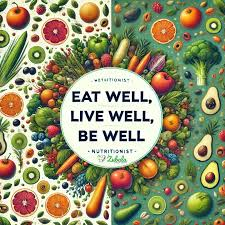 NUTRITIONIST
EAT WELL,
LIVE WELL,
BE WELL
· NUTRITIONIST ·